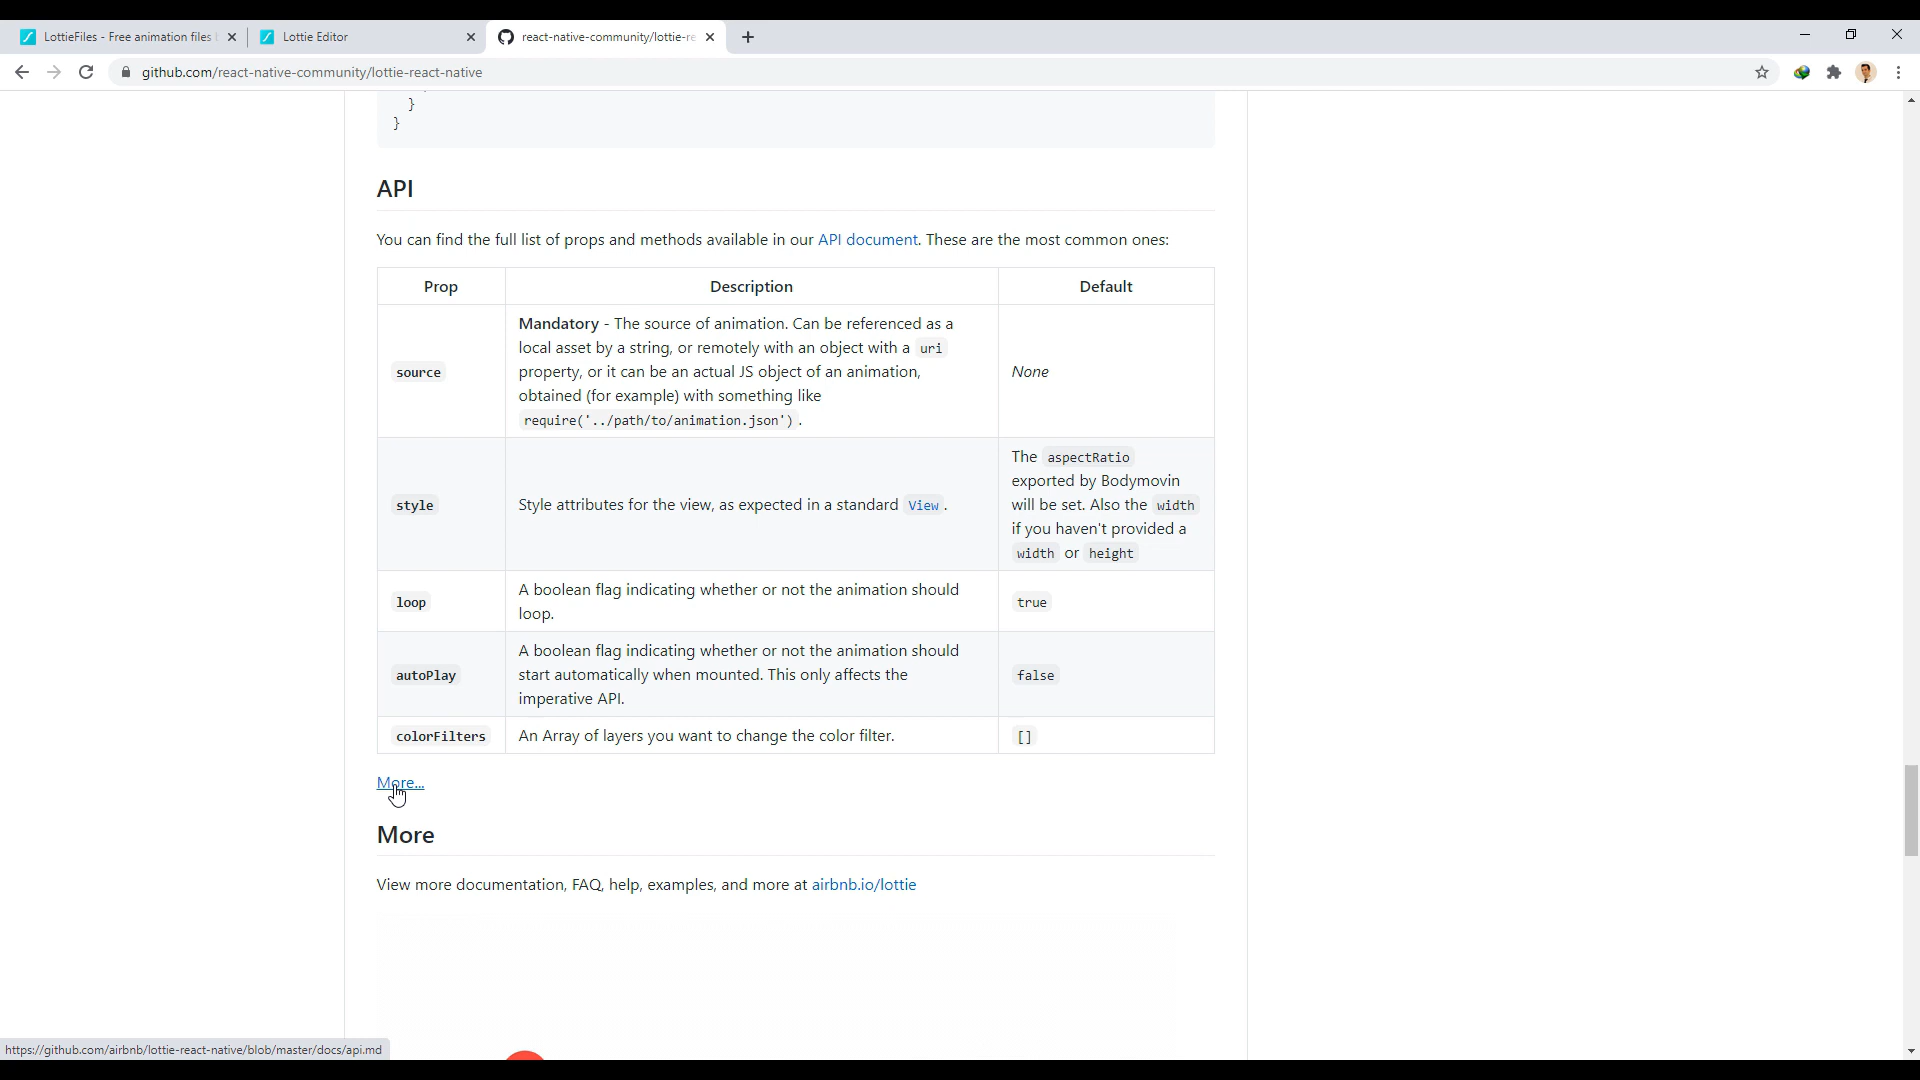 LottieFiles - Free animation files
Lottie Editor
react-native-community/lottie-re
github.com/react-native-community/lottie-react-native
}
}
API
You can find the full list of props and methods available in our API document. These are the most common ones:
Prop
Description
Default
source
Mandatory - The source of animation. Can be referenced as a
local asset by a string, or remotely with an object with a uri
property, or it can be an actual JS object of an animation,
obtained (for example) with something like
require('../path/to/animation.json') .
None
style
Style attributes for the view, as expected in a standard View .
The aspectRatio
exported by Bodymovin
will be set. Also the width
if you haven't provided a
width or height
loop
A boolean flag indicating whether or not the animation should
loop.
true
autoPlay
A boolean flag indicating whether or not the animation should
start automatically when mounted. This only affects the
imperative API.
false
colorFilters
An Array of layers you want to change the color filter.
[]
More...
More
View more documentation, FAQ, help, examples, and more at airbnb.io/lottie
https://github.com/airbnb/lottie-react-native/blob/master/docs/api.md